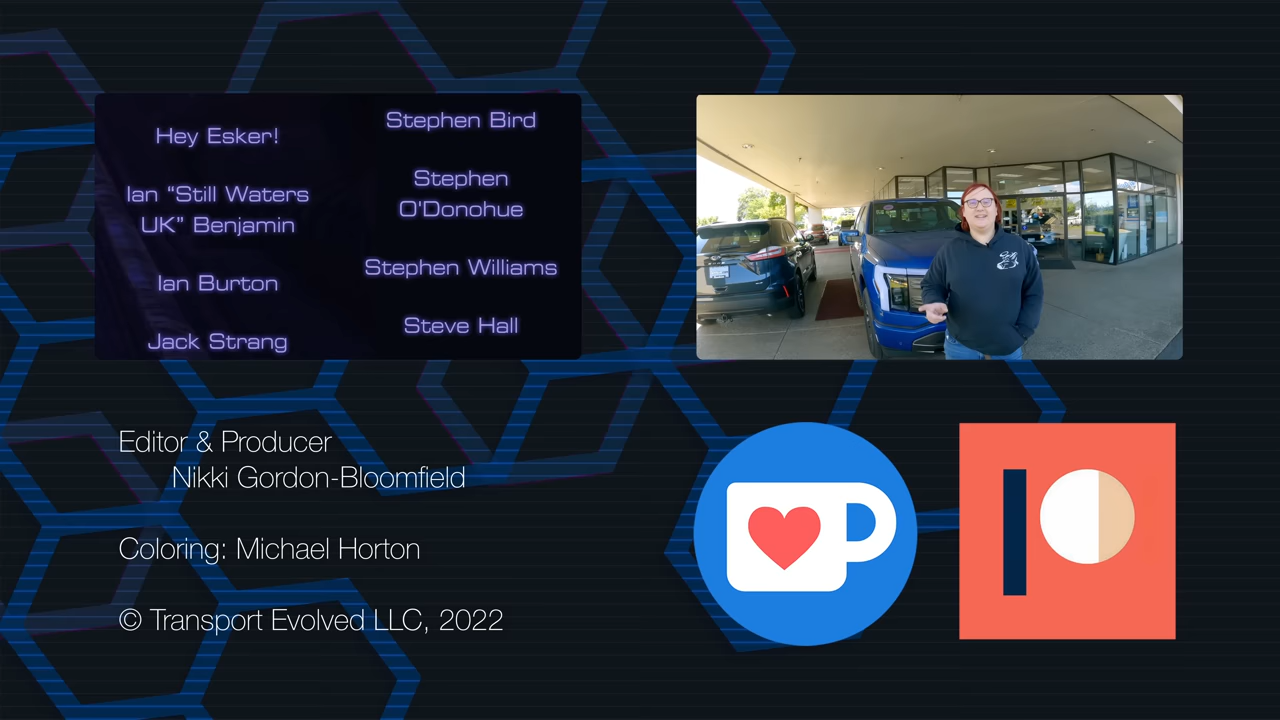 Hey Esker!
Ian “Still Waters
UK” Benjamin
Ian Burton
Jack Strang
Stephen Bird
Stephen
O'Donohue
Stephen Williams
Steve Hall
Editor & Producer
Nikki Gordon-Bloomfield
Coloring: Michael Horton
© Transport Evolved LLC, 2022